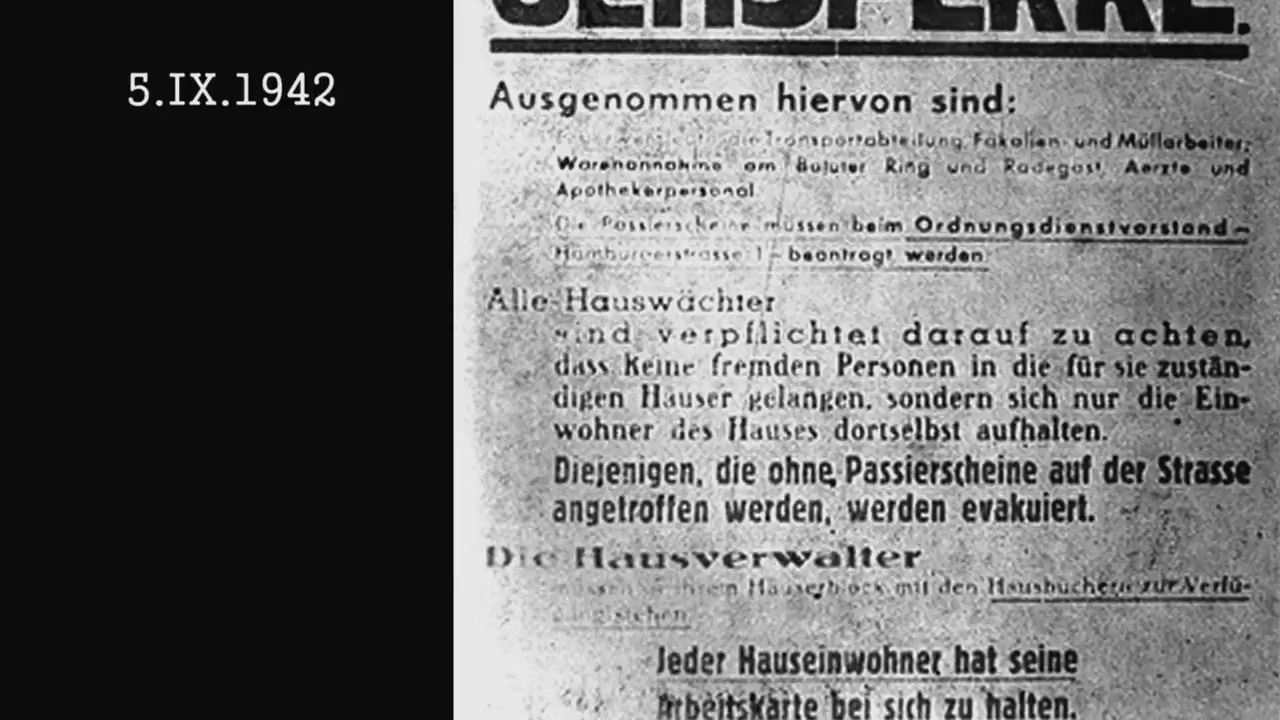 5.IX.1942
Ausgenommen hiervon sind:
die Transportabteilung, Fäkalien- und Müllarbeiter,
Warenannahme am Baluter Ring und Radegast, Aerzte und
Apothekerpersonal
Die Passierscheine müssen beim Ordnungsdienstvorstand –
Hamburgerstrasse 1 – beantragt werden
Alle Hauswächter
sind verpflichtet darauf zu achten,
dass keine fremden Personen in die für sie zustän-
digen Häuser gelangen, sondern sich nur die Ein-
wohner des Hauses dortselbst aufhalten.
Diejenigen, die ohne Passierscheine auf der Strasse
angetroffen werden, werden evakuiert.
Die Hausverwalter
Häuserblock mit den Hausbüchern zur Verfü-
stehen
Jeder Hauseinwohner hat seine
Arbeitskarte bei sich zu halten.